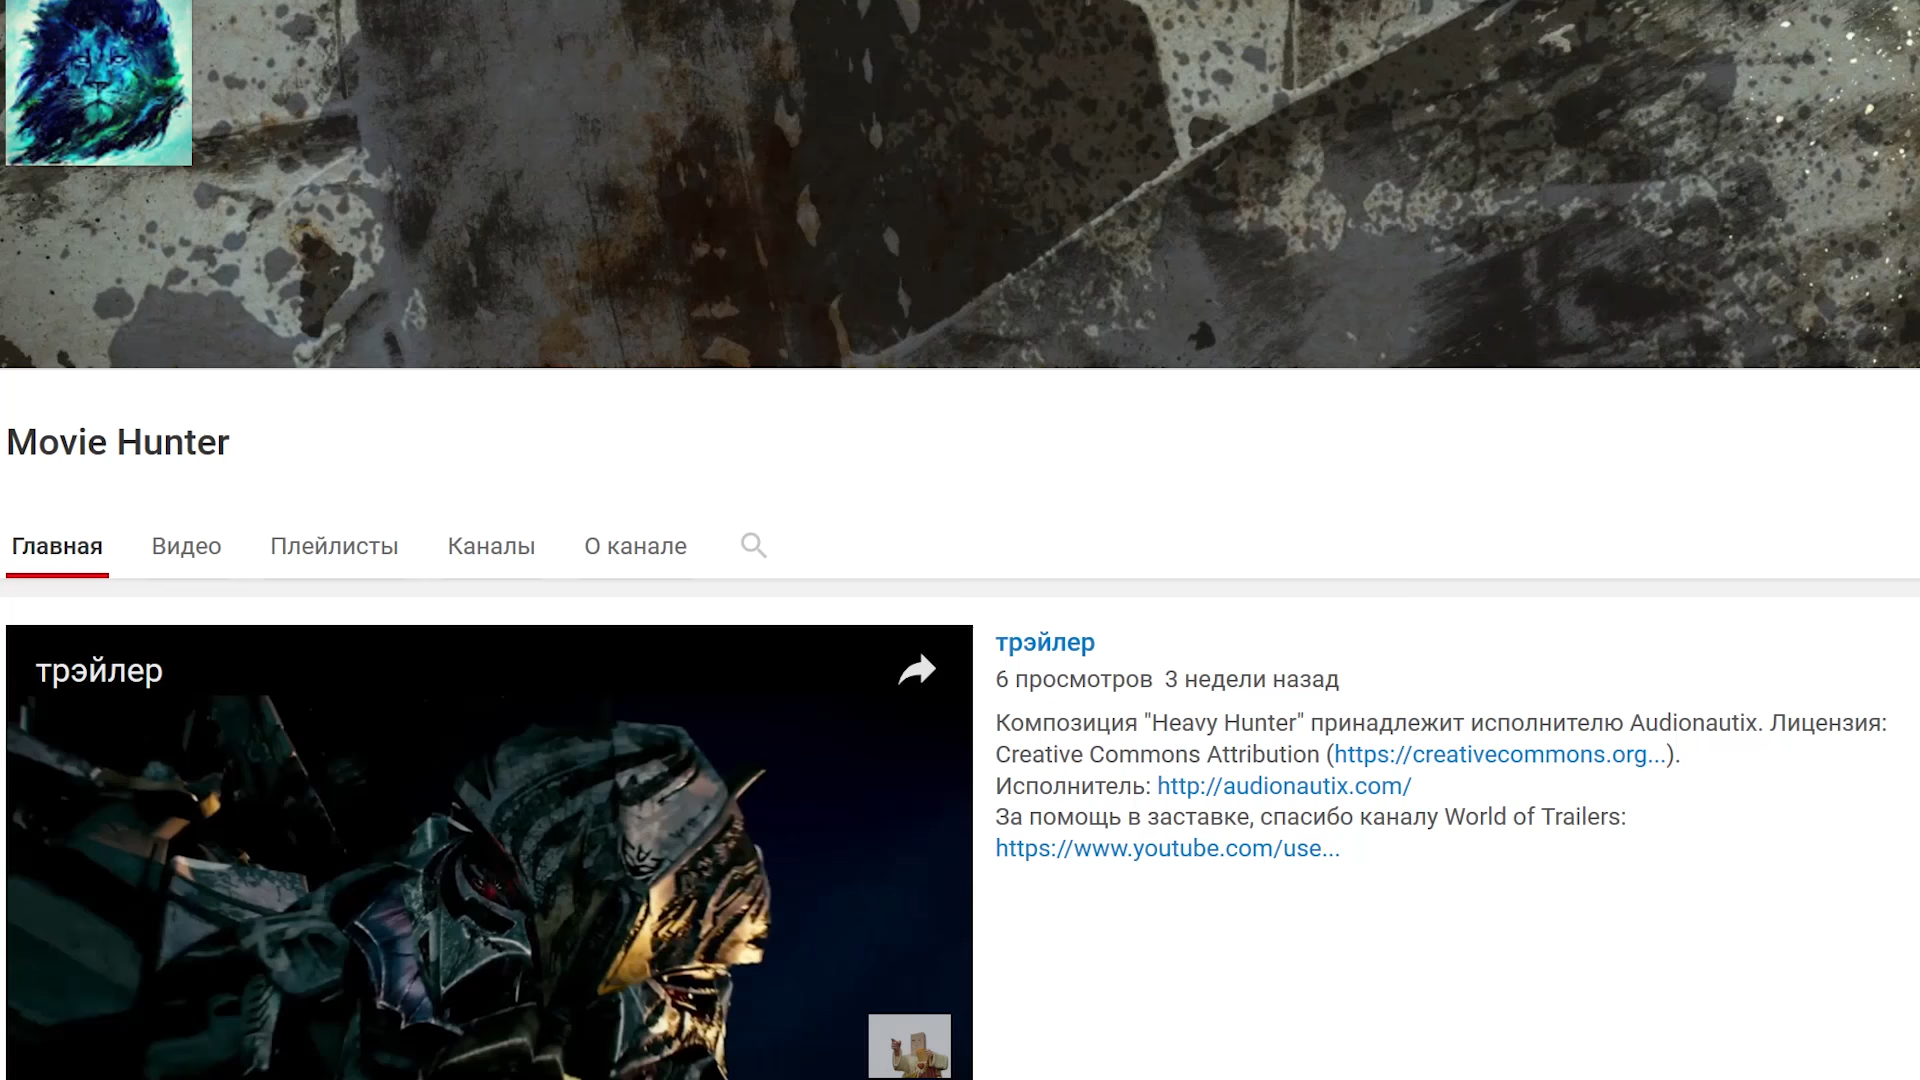 Movie Hunter
Главная Видео Плейлисты Каналы О канале
трэйлер
трэйлер
6 просмотров 3 недели назад
Композиция "Heavy Hunter" принадлежит исполнителю Audionautix. Лицензия:
Creative Commons Attribution (https://creativecommons.org...).
Исполнитель: http://audionautix.com/
За помощь в заставке, спасибо каналу World of Trailers:
https://www.youtube.com/use...